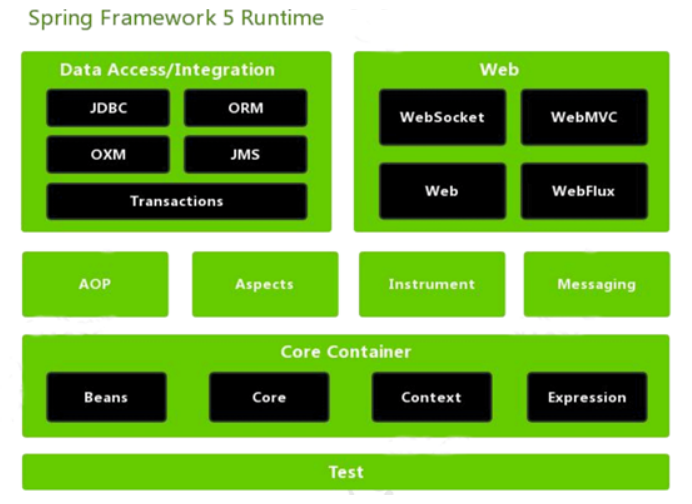 Spring Framework 5 Runtime
Data Access/Integration
JDBC
ORM
OXM
JMS
Transactions
Web
WebSocket
WebMVC
Web
WebFlux
AOP
Aspects
Instrument
Messaging
Core Container
Beans
Core
Context
Expression
Test